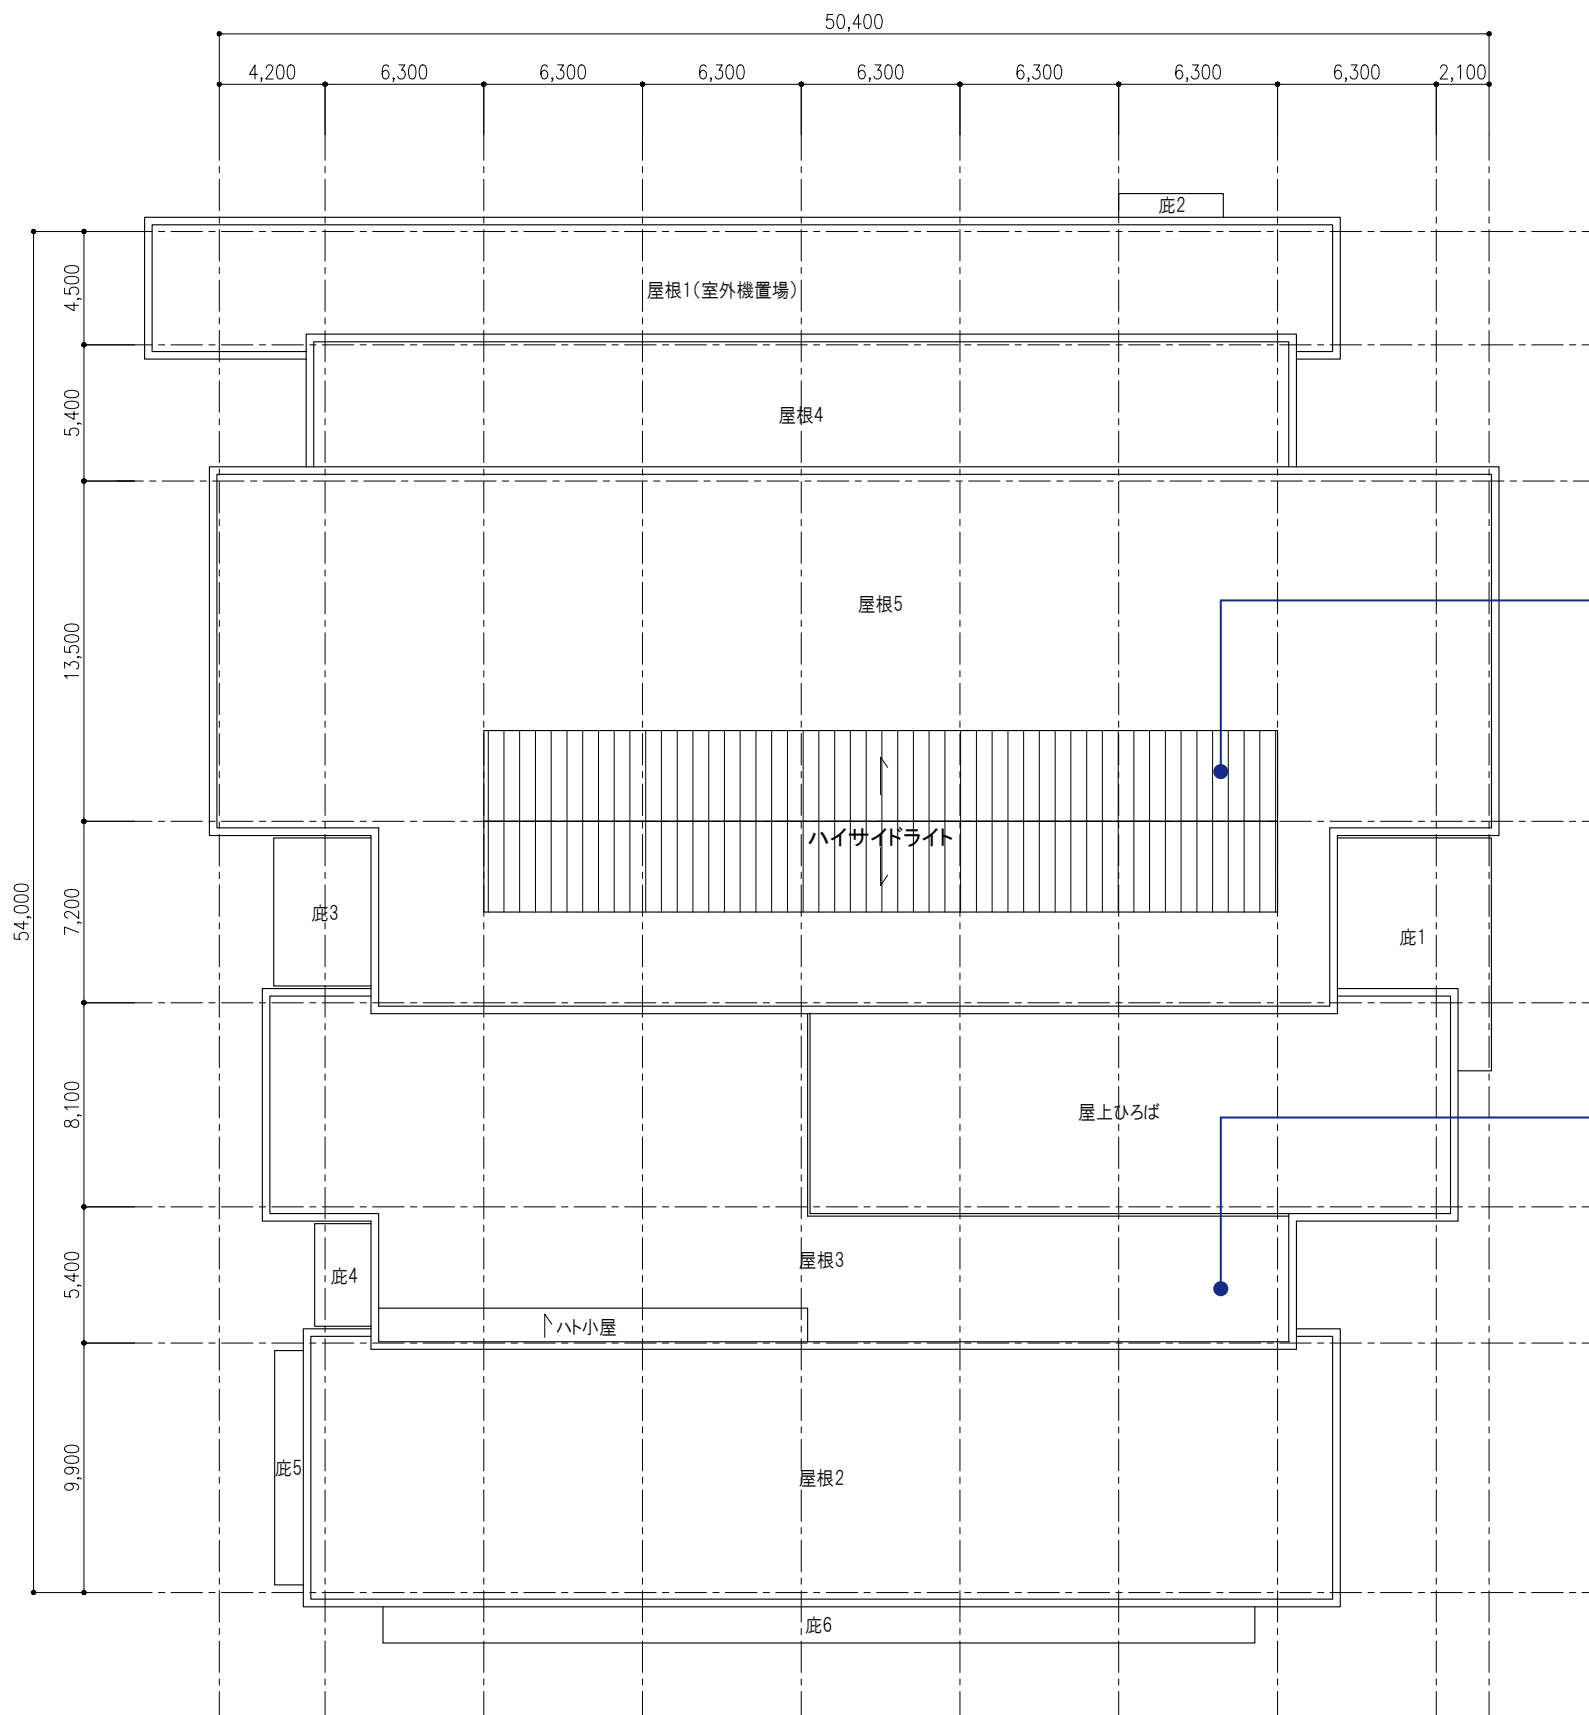 50,400
4,200 6,300 6,300 6,300 6,300 6,300 6,300 6,300 2,100
庇2
4,500
屋根1(室外機置場)
5,400
屋根4
13,500
屋根5
ハイサイドライト
54,000
7,200
庇3
庇1
8,100
屋上ひろば
5,400
屋根3
庇4
ハト小屋
9,900
庇5
屋根2
庇6